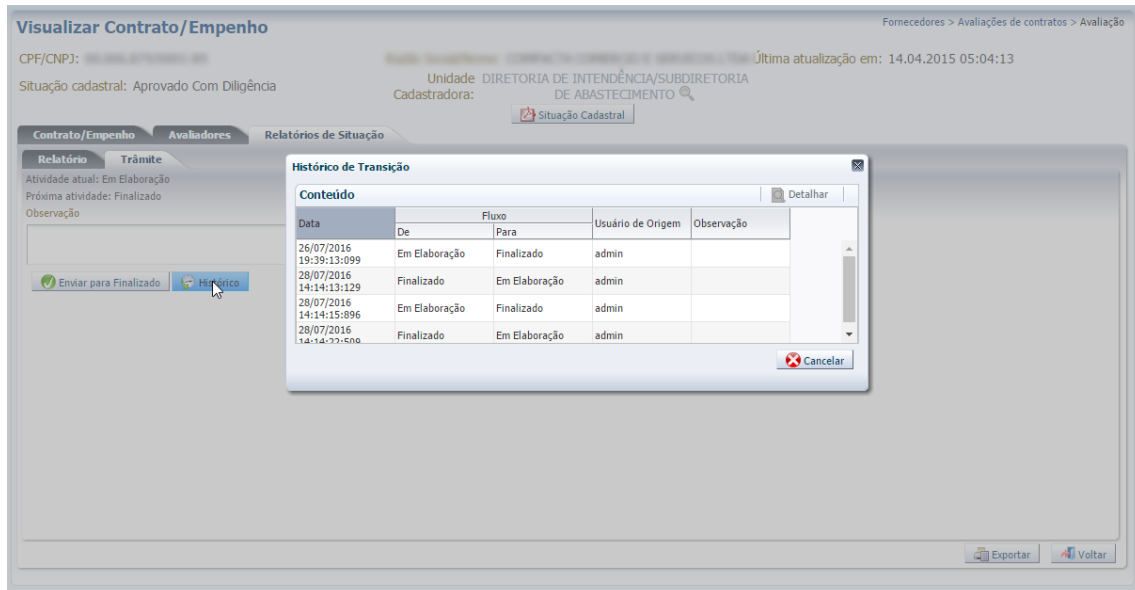 Visualizar Contrato/Empenho
Fornecedores > Avaliações de contratos > Avaliação
CPF/CNPJ:
Última atualização em: 14.04.2015 05:04:13
Situação cadastral: Aprovado Com Diligência
Unidade Cadastradora:
DIRETORIA DE INTENDÊNCIA/SUBDIRETORIA
DE ABASTECIMENTO
Situação Cadastral
Contrato/Empenho Avaliadores Relatórios de Situação
Relatório Trâmite
Atividade atual: Em Elaboração
Próxima atividade: Finalizado
Observação
Enviar para Finalizado Histórico
Histórico de Transição
Conteúdo Detalhar
Data Fluxo Usuário de Origem Observação
De Para
26/07/2016
19:39:13:099 Em Elaboração Finalizado admin
28/07/2016
14:14:13:129 Finalizado Em Elaboração admin
28/07/2016
14:14:15:896 Em Elaboração Finalizado admin
28/07/2016
14:14:22:509 Finalizado Em Elaboração admin
Cancelar
Exportar Voltar